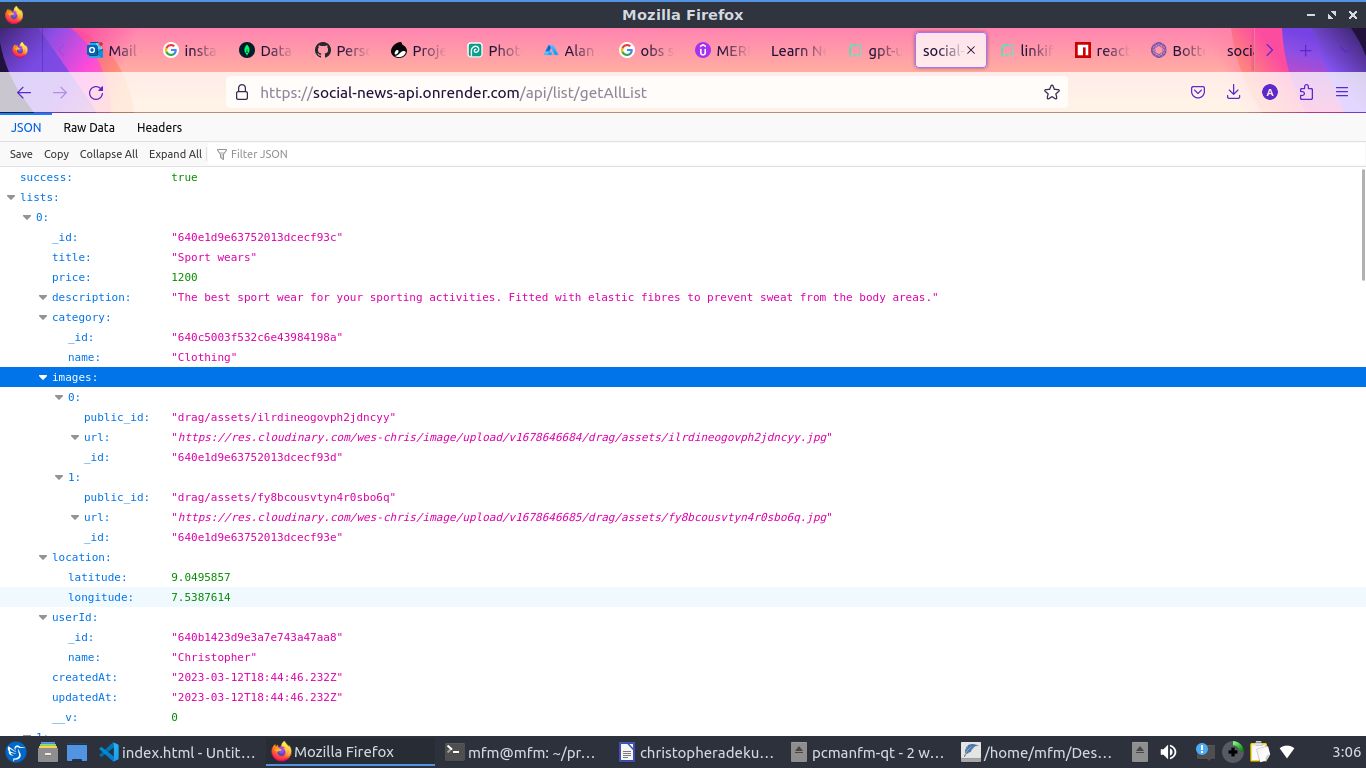 Mozilla Firefox
Mail
insta
Data
Pers
Proje
Phot
Alan
obs s
MER
Learn N
gpt-u
social-
linkif
react
Bott
soci
https://social-news-api.onrender.com/api/list/getAllList
A
JSON
Raw Data
Headers
Save
Copy
Collapse All
Expand All
Filter JSON
success: true
lists:
0:
_id: "640e1d9e63752013dcecf93c"
title: "Sport wears"
price: 1200
description: "The best sport wear for your sporting activities. Fitted with elastic fibres to prevent sweat from the body areas."
category:
_id: "640c5003f532c6e43984198a"
name: "Clothing"
images:
0:
public_id: "drag/assets/ilrdineogovph2jdncyy"
url: "https://res.cloudinary.com/wes-chris/image/upload/v1678646684/drag/assets/ilrdineogovph2jdncyy.jpg"
_id: "640e1d9e63752013dcecf93d"
1:
public_id: "drag/assets/fy8bcousvtyn4r0sbo6q"
url: "https://res.cloudinary.com/wes-chris/image/upload/v1678646685/drag/assets/fy8bcousvtyn4r0sbo6q.jpg"
_id: "640e1d9e63752013dcecf93e"
location:
latitude: 9.0495857
longitude: 7.5387614
userId:
_id: "640b1423d9e3a7e743a47aa8"
name: "Christopher"
createdAt: "2023-03-12T18:44:46.232Z"
updatedAt: "2023-03-12T18:44:46.232Z"
__v: 0
index.html - Untit...
Mozilla Firefox
mfm@mfm: ~/pr...
christopheradeku...
pcmanfm-qt - 2 w...
/home/mfm/Des...
3:06